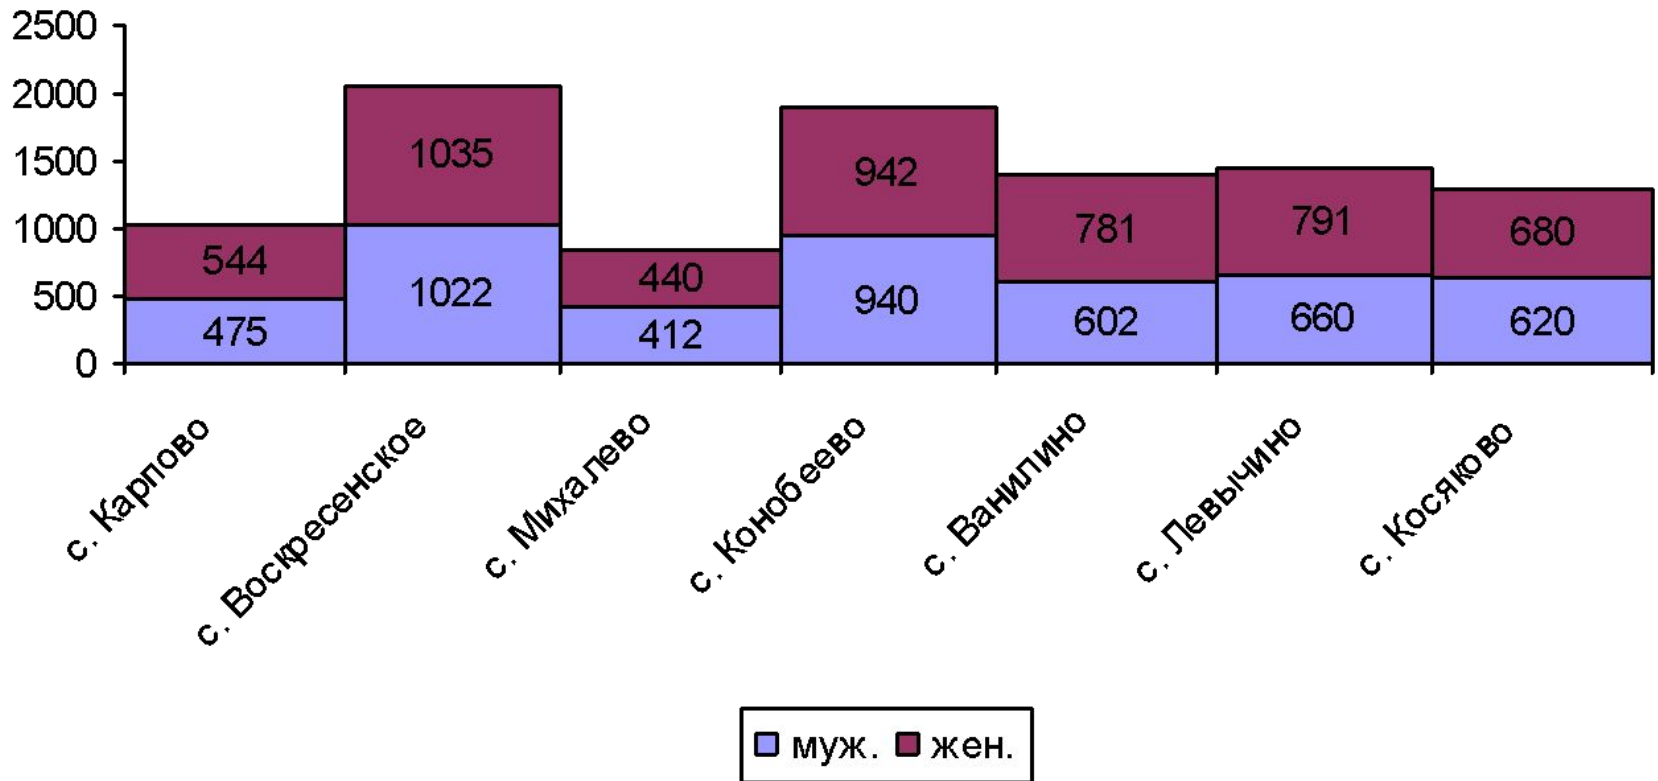 2500
2000
1500
1000
500
0
544
1035
440
942
781
791
680
475
1022
412
940
602
660
620
с. Карпово
с. Воскресенское
с. Михалево
с. Конобеево
с. Ванилино
с. Левычино
с. Косяково
муж. жен.